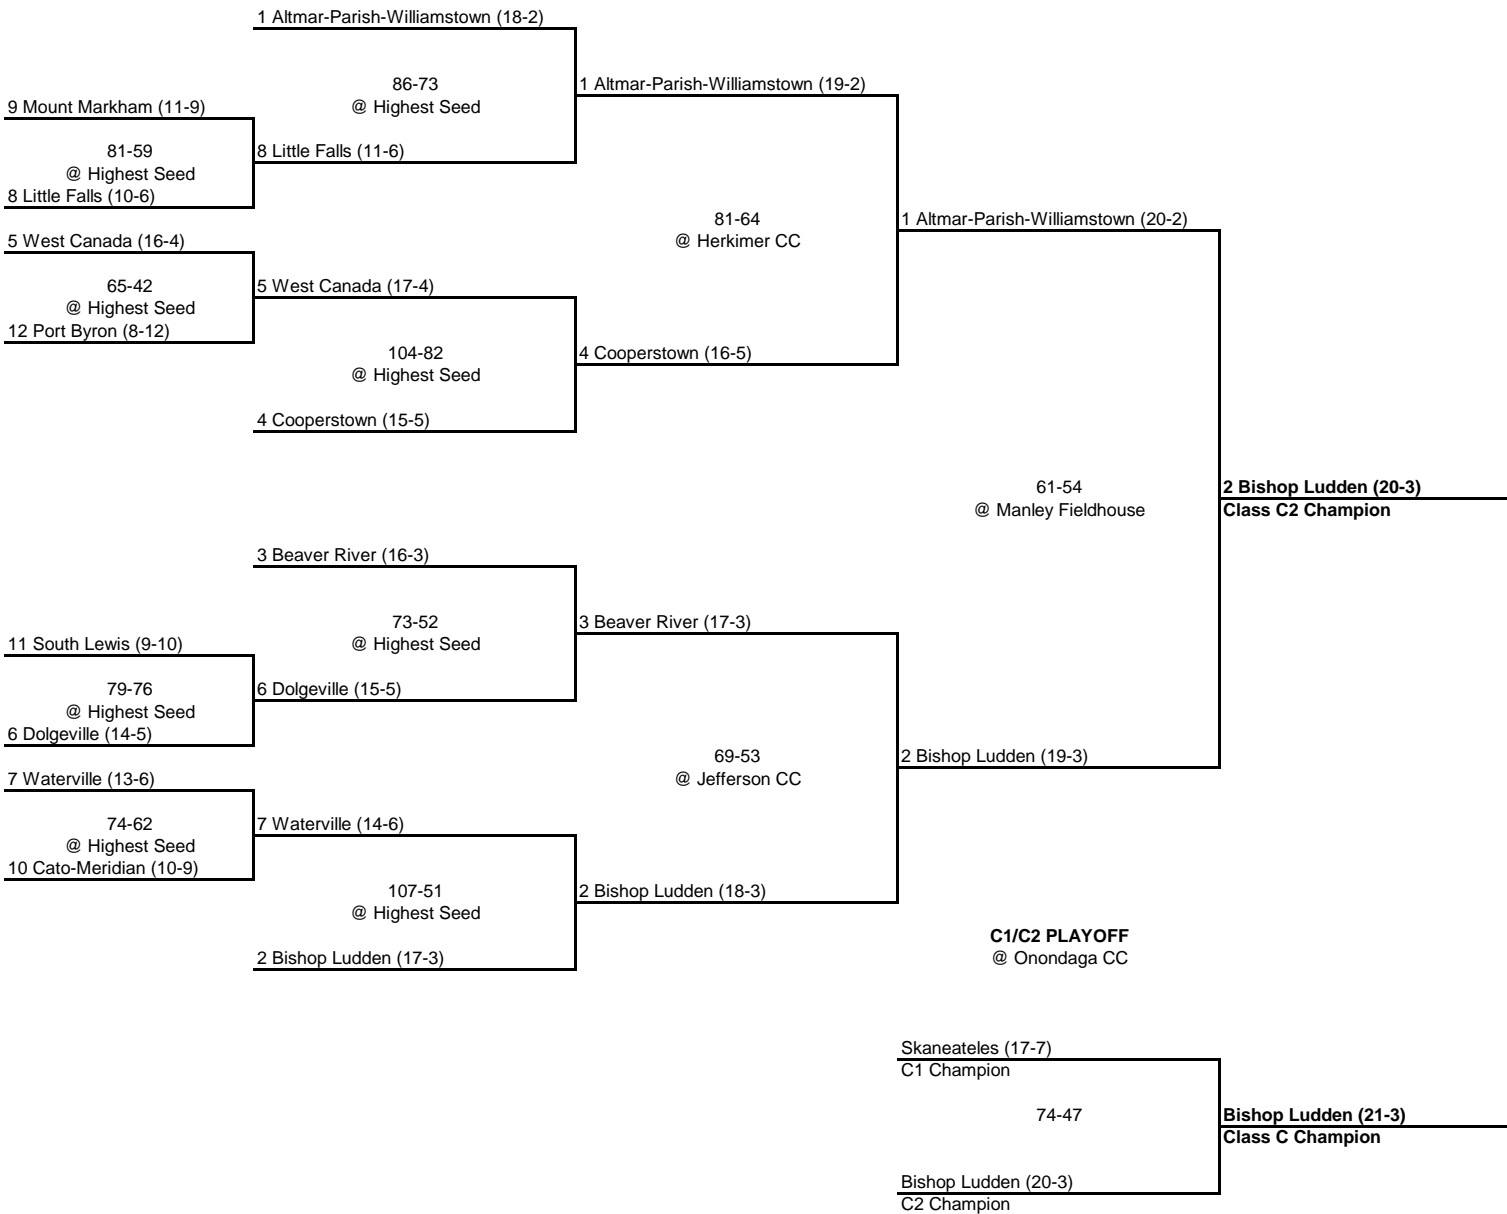 1 Altmar-Parish-Williamstown (18-2)
86-73
@ Highest Seed
1 Altmar-Parish-Williamstown (19-2)
9 Mount Markham (11-9)
81-59
@ Highest Seed
8 Little Falls (11-6)
8 Little Falls (10-6)
81-64
@ Herkimer CC
1 Altmar-Parish-Williamstown (20-2)
5 West Canada (16-4)
65-42
@ Highest Seed
5 West Canada (17-4)
12 Port Byron (8-12)
104-82
@ Highest Seed
4 Cooperstown (16-5)
4 Cooperstown (15-5)
61-54
@ Manley Fieldhouse
2 Bishop Ludden (20-3)
Class C2 Champion
3 Beaver River (16-3)
73-52
@ Highest Seed
3 Beaver River (17-3)
11 South Lewis (9-10)
79-76
@ Highest Seed
6 Dolgeville (15-5)
6 Dolgeville (14-5)
69-53
@ Jefferson CC
2 Bishop Ludden (19-3)
7 Waterville (13-6)
74-62
@ Highest Seed
7 Waterville (14-6)
10 Cato-Meridian (10-9)
107-51
@ Highest Seed
2 Bishop Ludden (18-3)
2 Bishop Ludden (17-3)
C1/C2 PLAYOFF
@ Onondaga CC
Skaneateles (17-7)
C1 Champion
74-47
Bishop Ludden (21-3)
Class C Champion
Bishop Ludden (20-3)
C2 Champion